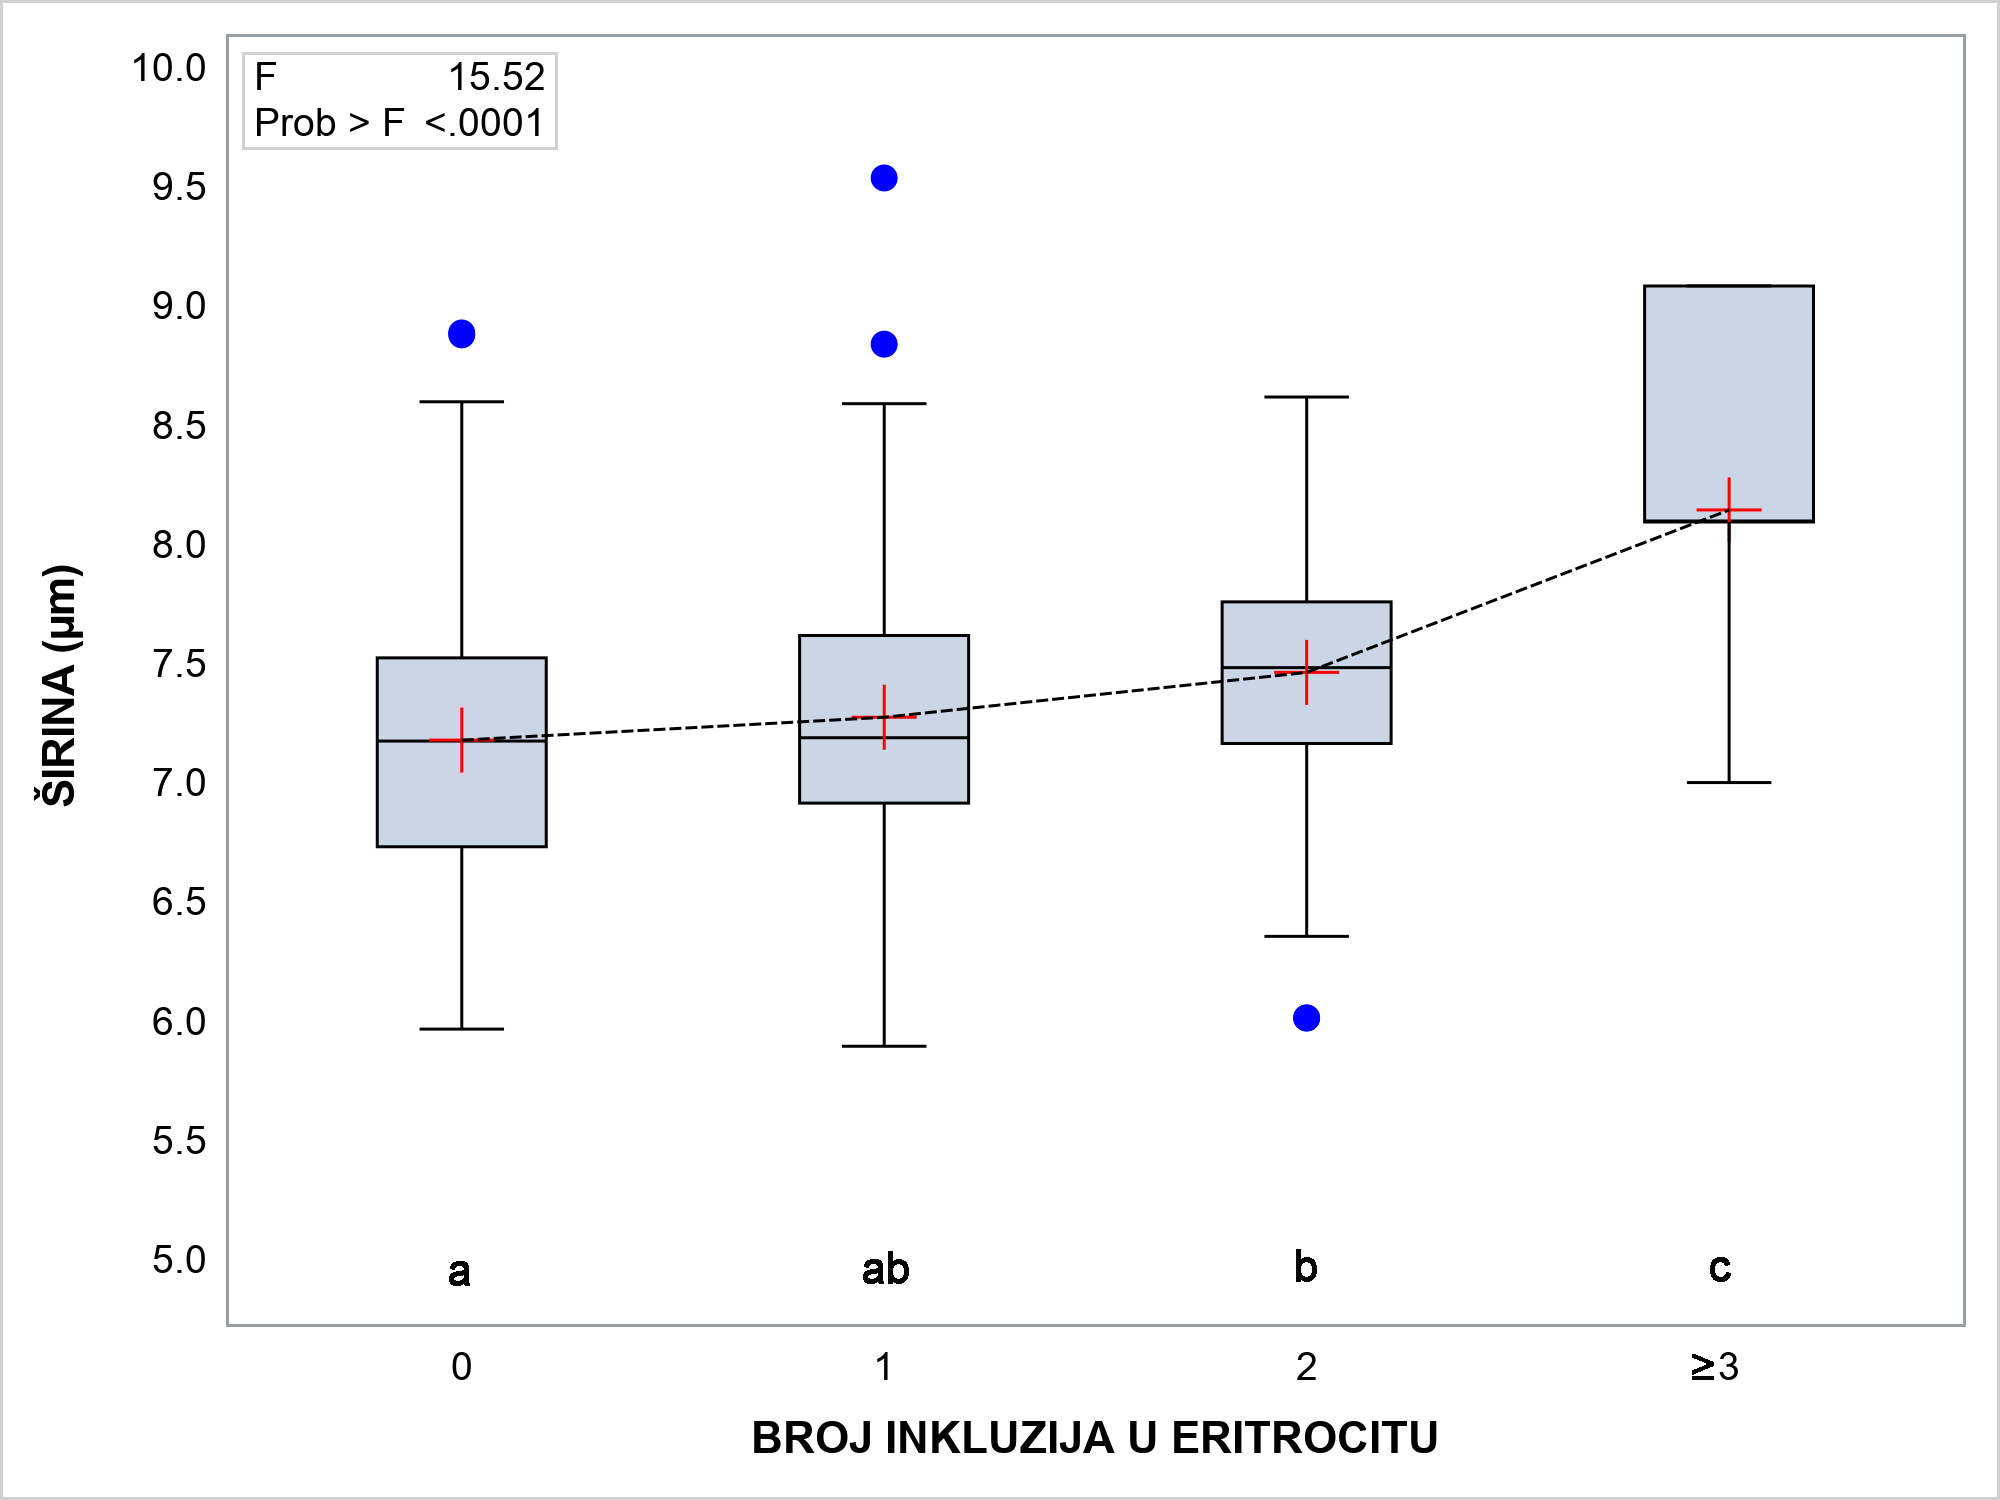 F 15.52
Prob > F <.0001
10.0
9.5
9.0
8.5
8.0
7.5
7.0
6.5
6.0
5.5
5.0
ŠIRINA (µm)
a ab b c
0 1 2 ≥3
BROJ INKLUZIJA U ERITROCITU